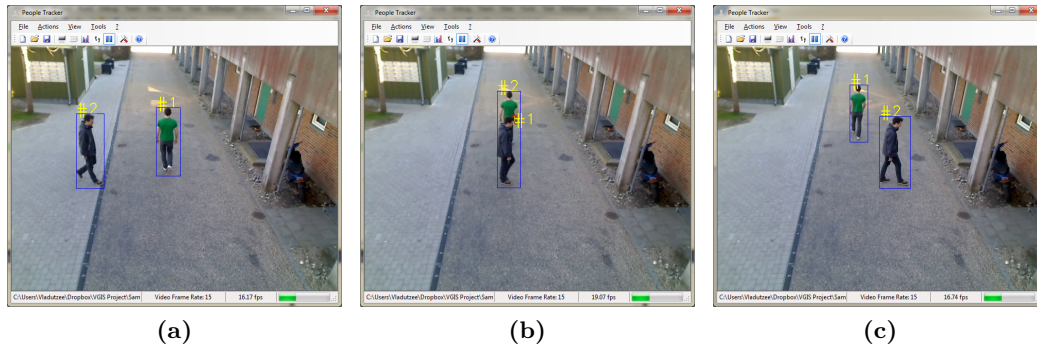 People Tracker
File Actions View Tools ?
#2
#1
C:\Users\Vladutzee\Dropbox\VGIS Project\Sam
Video Frame Rate: 15
16.17 fps
People Tracker
File Actions View Tools ?
#2
#1
C:\Users\Vladutzee\Dropbox\VGIS Project\Sam
Video Frame Rate: 15
19.07 fps
People Tracker
File Actions View Tools ?
#1
#2
C:\Users\Vladutzee\Dropbox\VGIS Project\Sam
Video Frame Rate: 15
16.74 fps
(a)
(b)
(c)